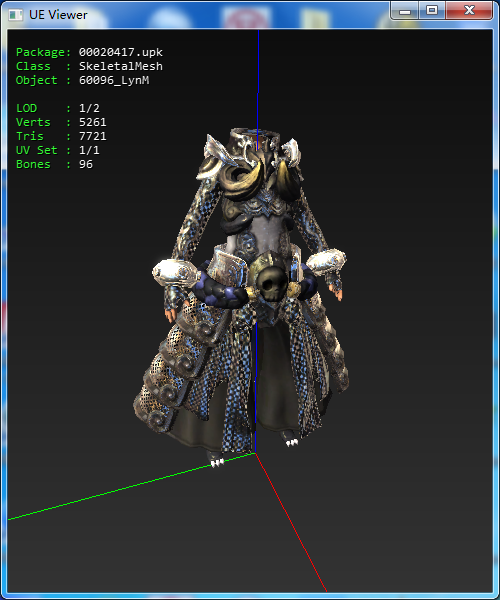 UE Viewer
Package: 00020417.upk
Class : SkeletalMesh
Object : 60096_LynM
LOD : 1/2
Verts : 5261
Tris : 7721
UV Set : 1/1
Bones : 96